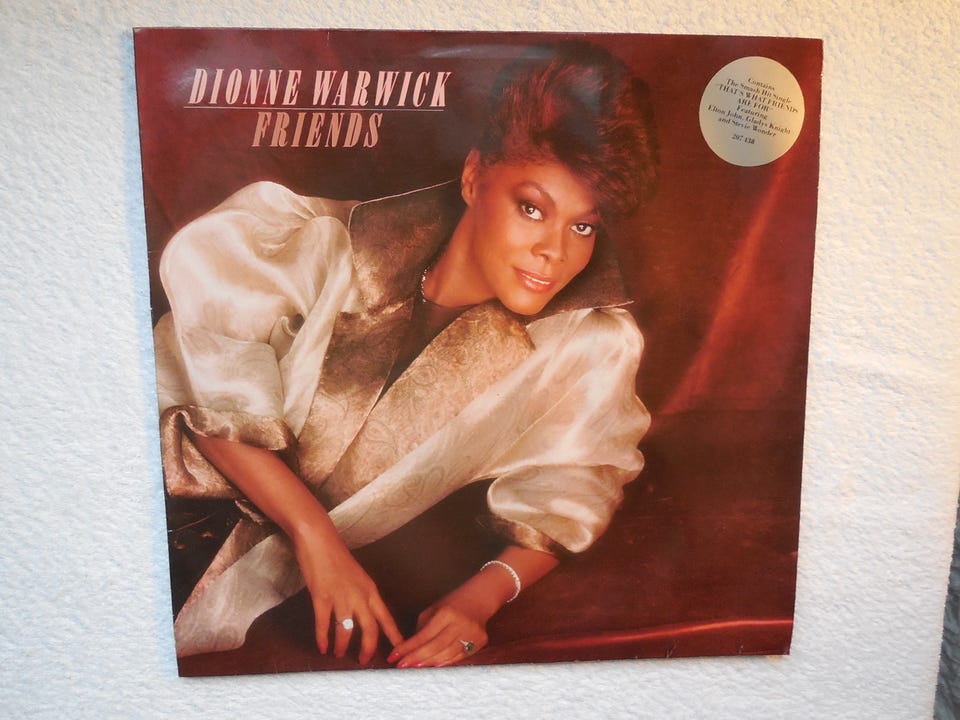 DIONNE WARWICK
FRIENDS
Contains
The Smash Hit Single
"THAT'S WHAT FRIENDS
ARE FOR"
Featuring
Elton John, Gladys Knight
and Stevie Wonder
207 438